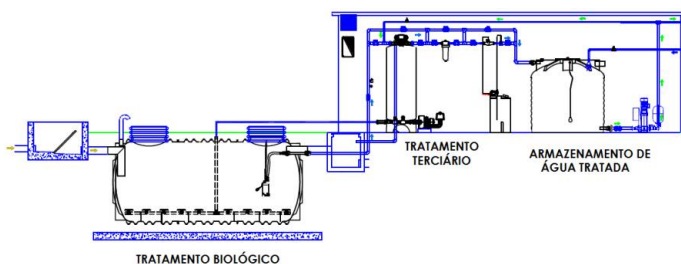 TRATAMENTO
TERCIÁRIO
ARMAZENAMENTO DE
ÁGUA TRATADA
TRATAMENTO BIOLÓGICO